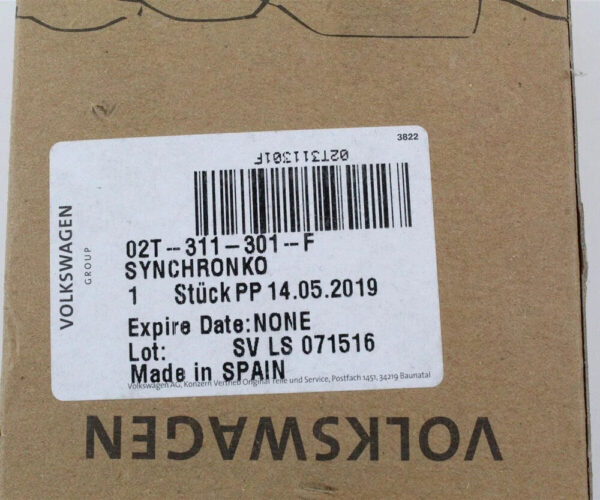 3822
02T311301F
VOLKSWAGEN
GROUP
02T--311--301--F
SYNCHRONKO
1 Stück PP 14.05.2019
Expire Date: NONE
Lot: SV LS 071516
Made in SPAIN
Volkswagen AG, Konzern Vertrieb Original Teile und Service, Postfach 1451, 34219 Baunatal
VOLKSWAGEN
VOLKSWAGEN